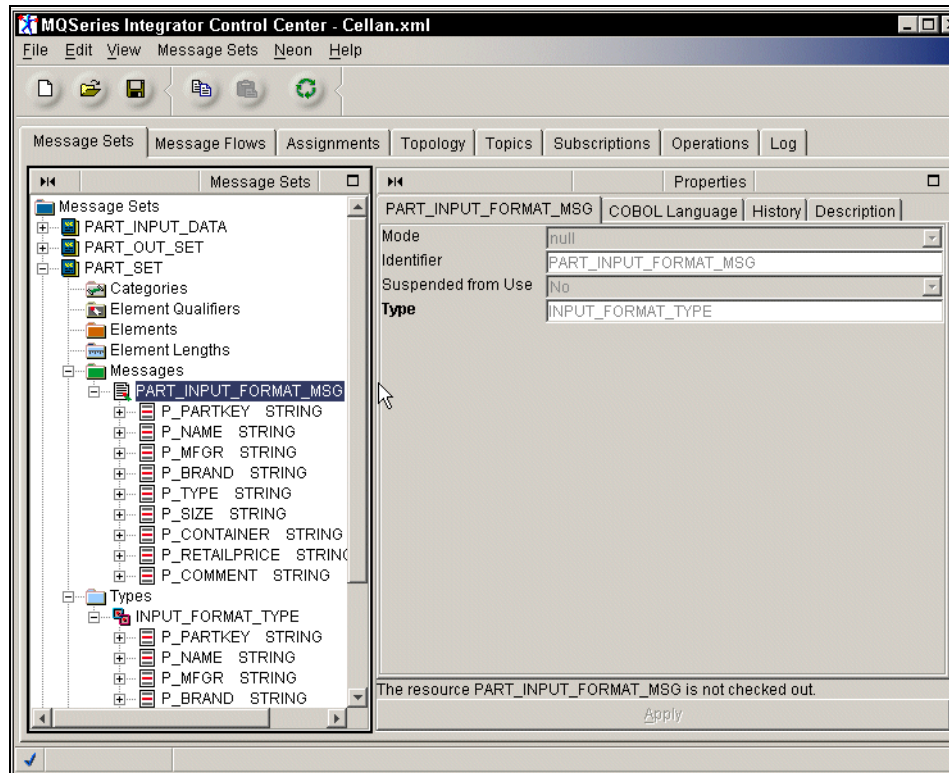 MQSeries Integrator Control Center - Cellan.xml
File Edit View Message Sets Neon Help
Message Sets Message Flows Assignments Topology Topics Subscriptions Operations Log
Message Sets
Message Sets
PART_INPUT_DATA
PART_OUT_SET
PART_SET
Categories
Element Qualifiers
Elements
Element Lengths
Messages
PART_INPUT_FORMAT_MSG
P_PARTKEY STRING
P_NAME STRING
P_MFGR STRING
P_BRAND STRING
P_TYPE STRING
P_SIZE STRING
P_CONTAINER STRING
P_RETAILPRICE STRING
P_COMMENT STRING
Types
INPUT_FORMAT_TYPE
P_PARTKEY STRING
P_NAME STRING
P_MFGR STRING
P_BRAND STRING
Properties
PART_INPUT_FORMAT_MSG COBOL Language History Description
Mode null
Identifier PART_INPUT_FORMAT_MSG
Suspended from Use No
Type INPUT_FORMAT_TYPE
The resource PART_INPUT_FORMAT_MSG is not checked out.
Apply